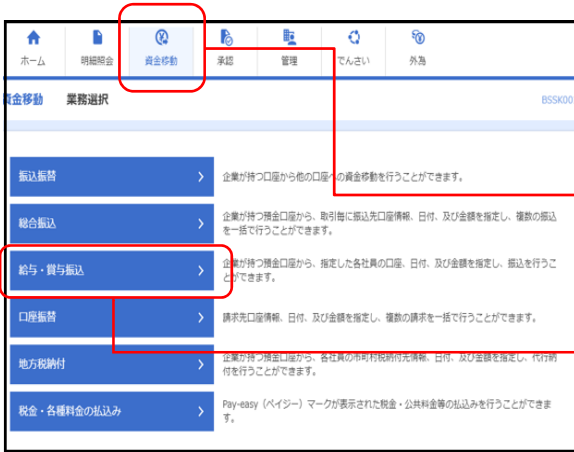 ホーム
明細照会
資金移動
承認
管理
でんさい
外為
資金移動 業務選択
BSSK00
振込振替
企業が持つ口座から他の口座への資金移動を行うことができます。
総合振込
企業が持つ預金口座から、取引毎に振込先口座情報、日付、及び金額を指定し、複数の振込
を一括で行うことができます。
給与・賞与振込
企業が持つ預金口座から、指定した各社員の口座、日付、及び金額を指定し、振込を行うこ
とができます。
口座振替
請求先口座情報、日付、及び金額を指定し、複数の請求を一括で行うことができます。
地方税納付
企業が持つ預金口座から、各社員の市町村税納付先情報、日付、及び金額を指定し、代行納
付を行うことができます。
税金・各種料金の払込み
Pay-easy（ペイジー）マークが表示された税金・公共料金等の払込みを行うことができま
す。